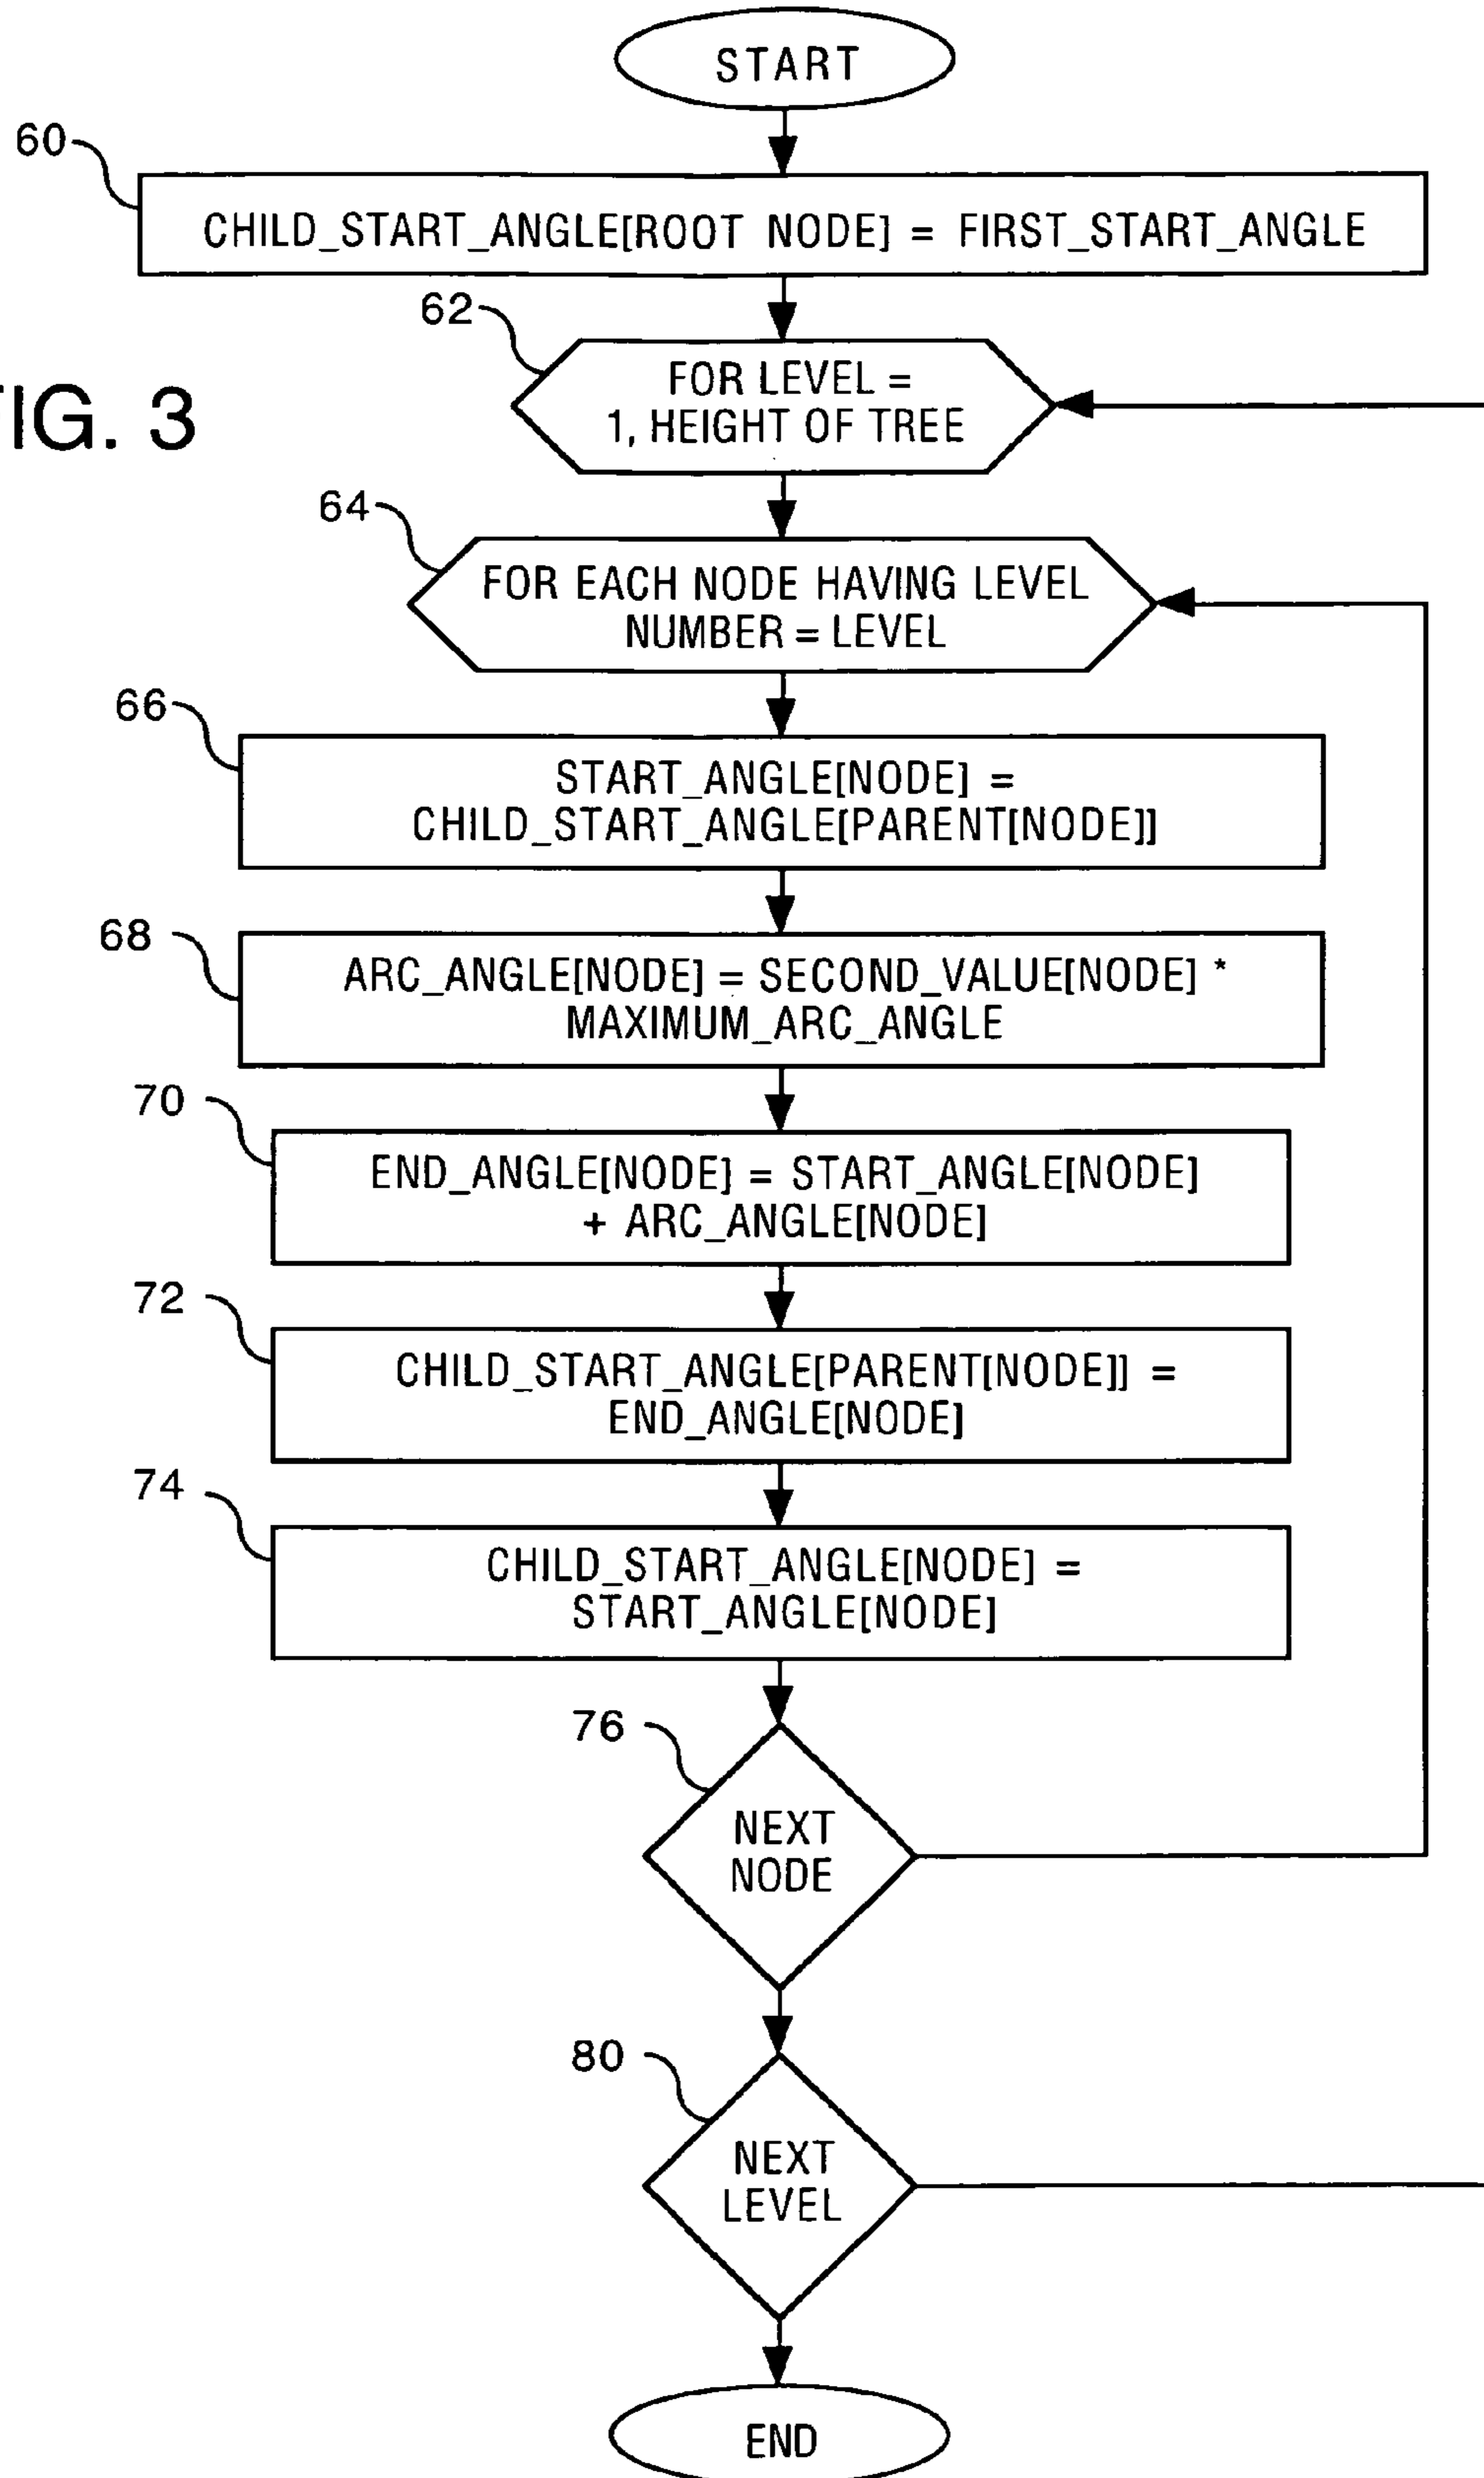 START
60
CHILD_START_ANGLE[ROOT NODE] = FIRST_START_ANGLE
62
FOR LEVEL =
1, HEIGHT OF TREE
FIG. 3
64
FOR EACH NODE HAVING LEVEL
NUMBER = LEVEL
66
START_ANGLE[NODE] =
CHILD_START_ANGLE[PARENT[NODE]]
68
ARC_ANGLE[NODE] = SECOND_VALUE[NODE] *
MAXIMUM_ARC_ANGLE
70
END_ANGLE[NODE] = START_ANGLE[NODE]
+ ARC_ANGLE[NODE]
72
CHILD_START_ANGLE[PARENT[NODE]] =
END_ANGLE[NODE]
74
CHILD_START_ANGLE[NODE] =
START_ANGLE[NODE]
76
NEXT
NODE
80
NEXT
LEVEL
END